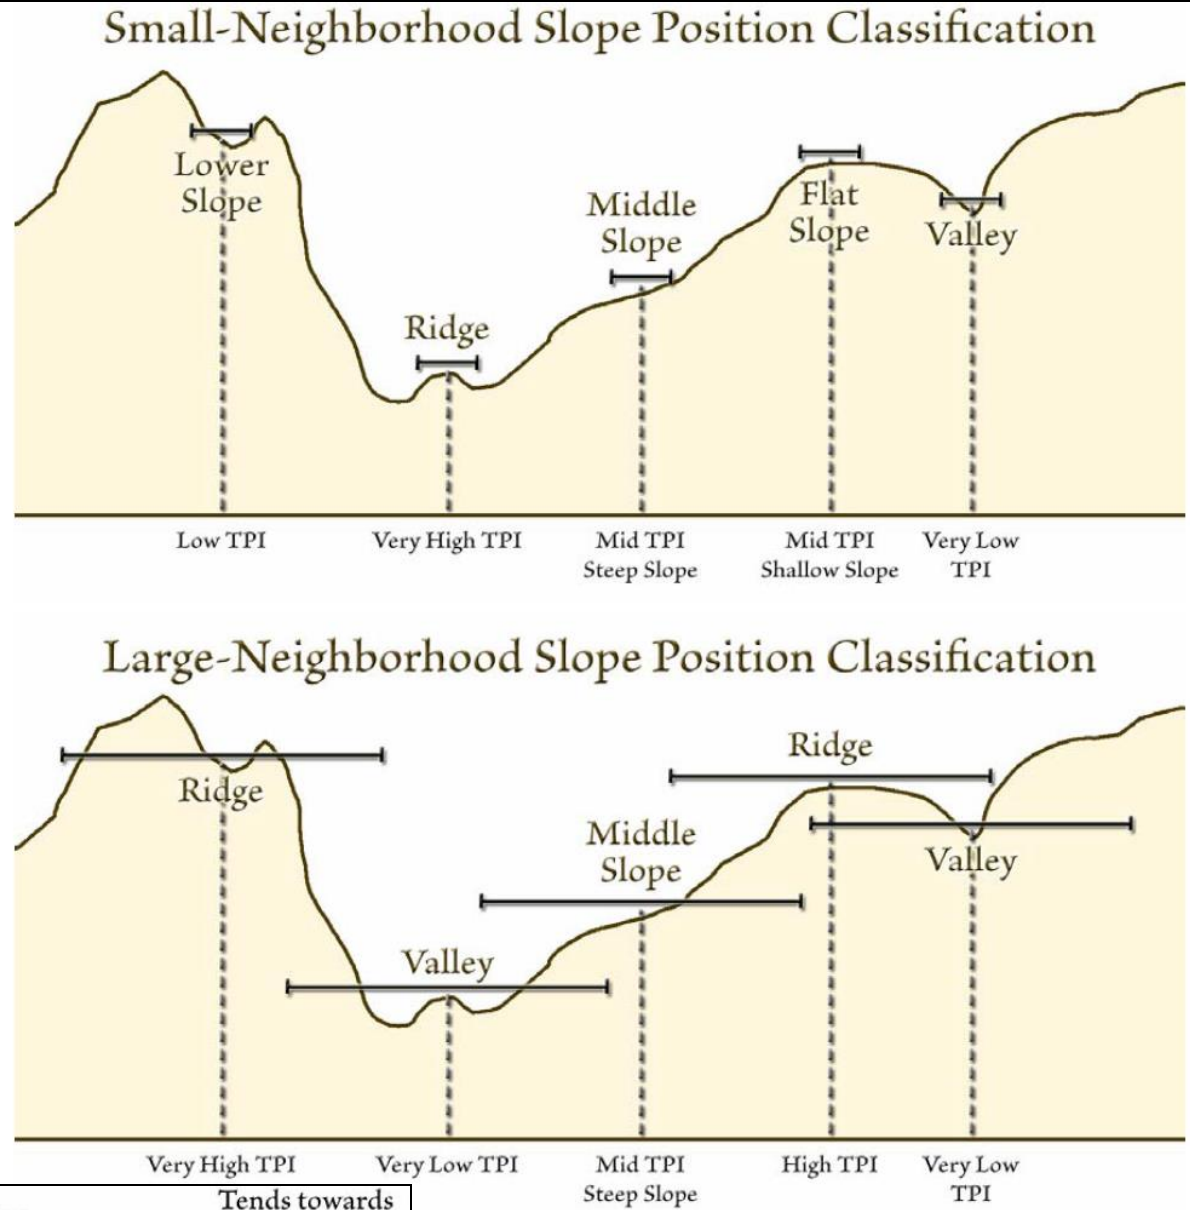 Small-Neighborhood Slope Position Classification
Lower
Slope
Ridge
Middle
Slope
Flat
Slope
Valley
Low TPI
Very High TPI
Mid TPI
Steep Slope
Mid TPI
Shallow Slope
Very Low
TPI
Large-Neighborhood Slope Position Classification
Ridge
Valley
Middle
Slope
Ridge
Valley
Very High TPI
Very Low TPI
Mid TPI
Steep Slope
High TPI
Very Low
TPI
Tends towards